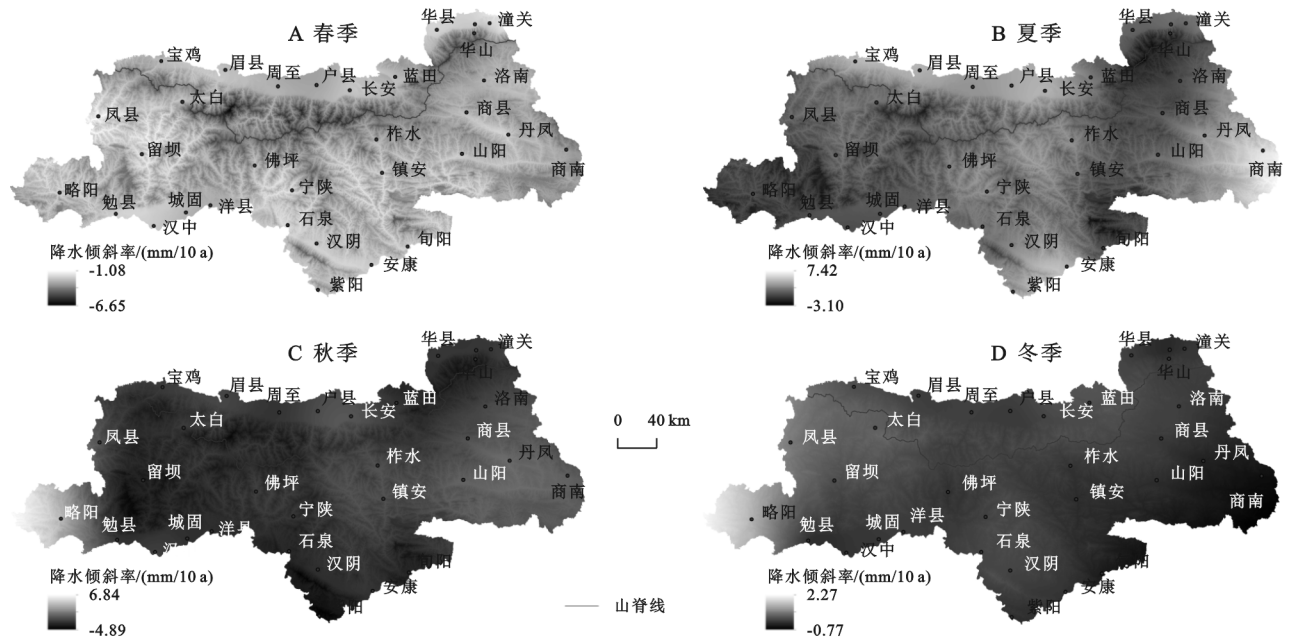 A 春季
华县
潼关
华山
宝鸡
眉县
周至
户县
蓝田
长安
洛南
太白
凤县
商县
丹凤
柞水
留坝
佛坪
山阳
镇安
商南
略阳
宁陕
勉县
城固
洋县
汉中
石泉
汉阴
旬阳
安康
紫阳
降水倾斜率/(mm/10 a)
-1.08
-6.65
B 夏季
华县
潼关
华山
宝鸡
眉县
周至
户县
蓝田
长安
洛南
太白
凤县
商县
丹凤
柞水
留坝
佛坪
山阳
镇安
商南
略阳
宁陕
勉县
城固
洋县
汉中
石泉
汉阴
旬阳
安康
紫阳
降水倾斜率/(mm/10 a)
7.42
-3.10
C 秋季
华县
潼关
华山
宝鸡
眉县
周至
户县
蓝田
长安
洛南
太白
凤县
商县
丹凤
柞水
留坝
佛坪
山阳
镇安
商南
略阳
宁陕
勉县
城固
洋县
石泉
汉阴
旬阳
安康
阳
降水倾斜率/(mm/10 a)
6.84
-4.89
0 40 km
山脊线
D 冬季
华县
潼关
华山
宝鸡
眉县
周至
户县
蓝田
长安
洛南
太白
凤县
商县
丹凤
柞水
留坝
佛坪
山阳
镇安
商南
略阳
宁陕
勉县
城固
洋县
汉中
石泉
汉阴
旬阳
安康
紫阳
降水倾斜率/(mm/10 a)
2.27
-0.77